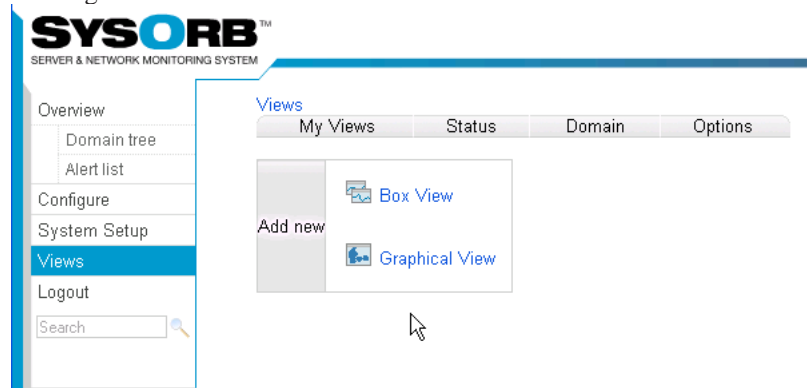 SYSORB™
SERVER & NETWORK MONITORING SYSTEM
Overview
Domain tree
Alert list
Configure
System Setup
Views
Logout
Search
Views
My Views Status Domain Options
Add new
Box View
Graphical View